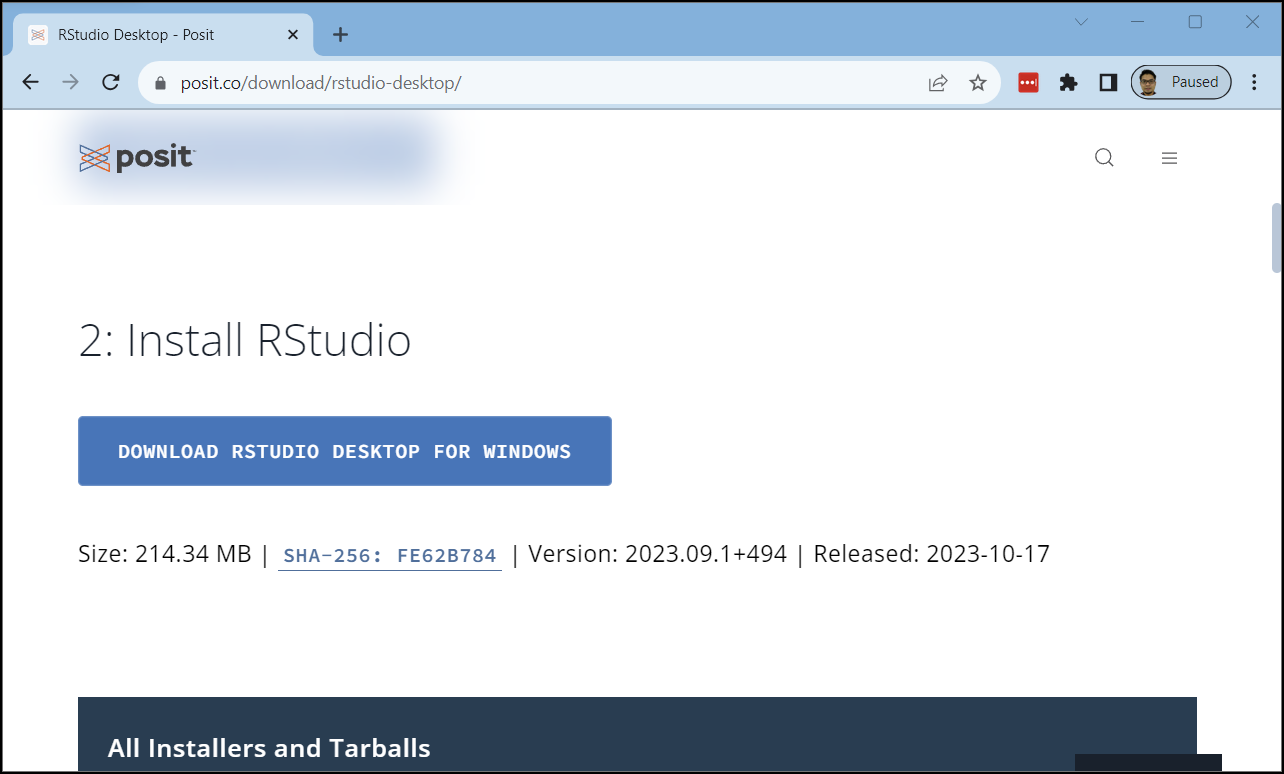 RStudio Desktop - Posit
posit.co/download/rstudio-desktop/
Paused
posit™
2: Install RStudio
DOWNLOAD RSTUDIO DESKTOP FOR WINDOWS
Size: 214.34 MB | SHA-256: FE62B784 | Version: 2023.09.1+494 | Released: 2023-10-17
All Installers and Tarballs